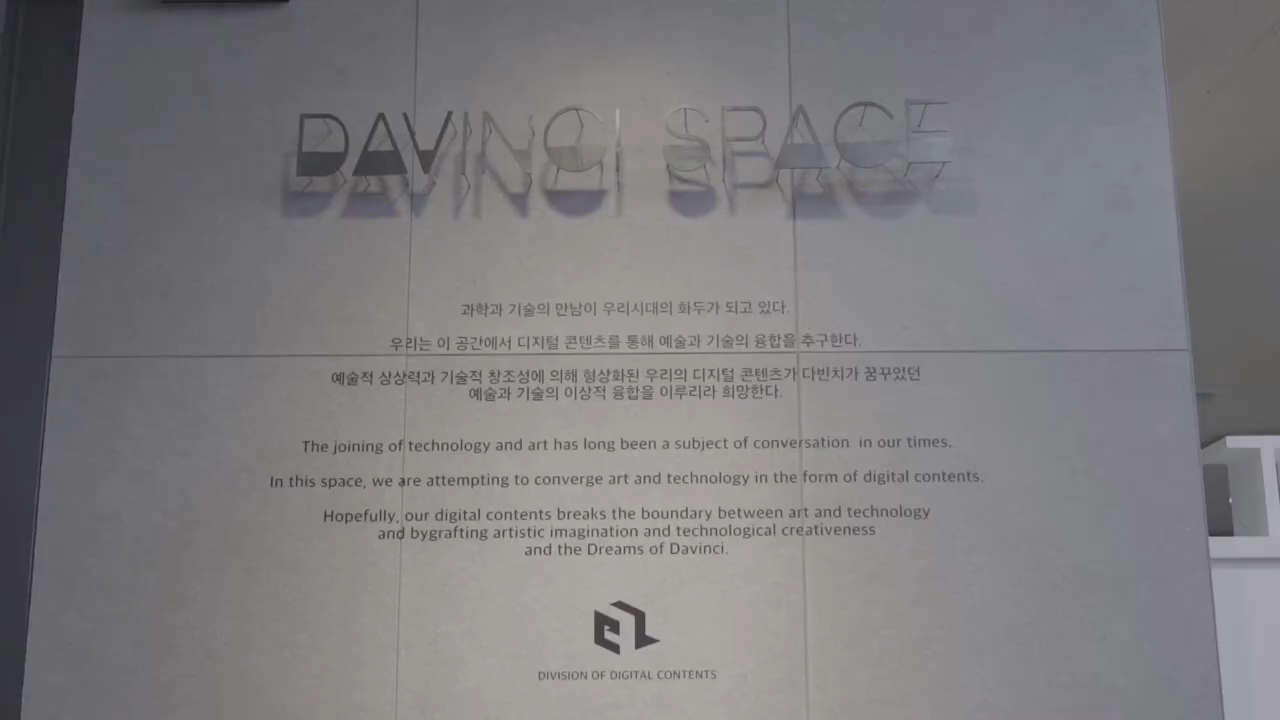 DAVINCI SPACE
과학과 기술의 만남이 우리시대의 화두가 되고 있다.
우리는 이 공간에서 디지털 콘텐츠를 통해 예술과 기술의 융합을 추구한다.
예술적 상상력과 기술적 창조성에 의해 형상화된 우리의 디지털 콘텐츠가 다빈치가 꿈꾸었던
예술과 기술의 이상적 융합을 이루리라 희망한다.
The joining of technology and art has long been a subject of conversation in our times.
In this space, we are attempting to converge art and technology in the form of digital contents.
Hopefully, our digital contents breaks the boundary between art and technology
and bygrafting artistic imagination and technological creativeness
and the Dreams of Davinci.
DIVISION OF DIGITAL CONTENTS